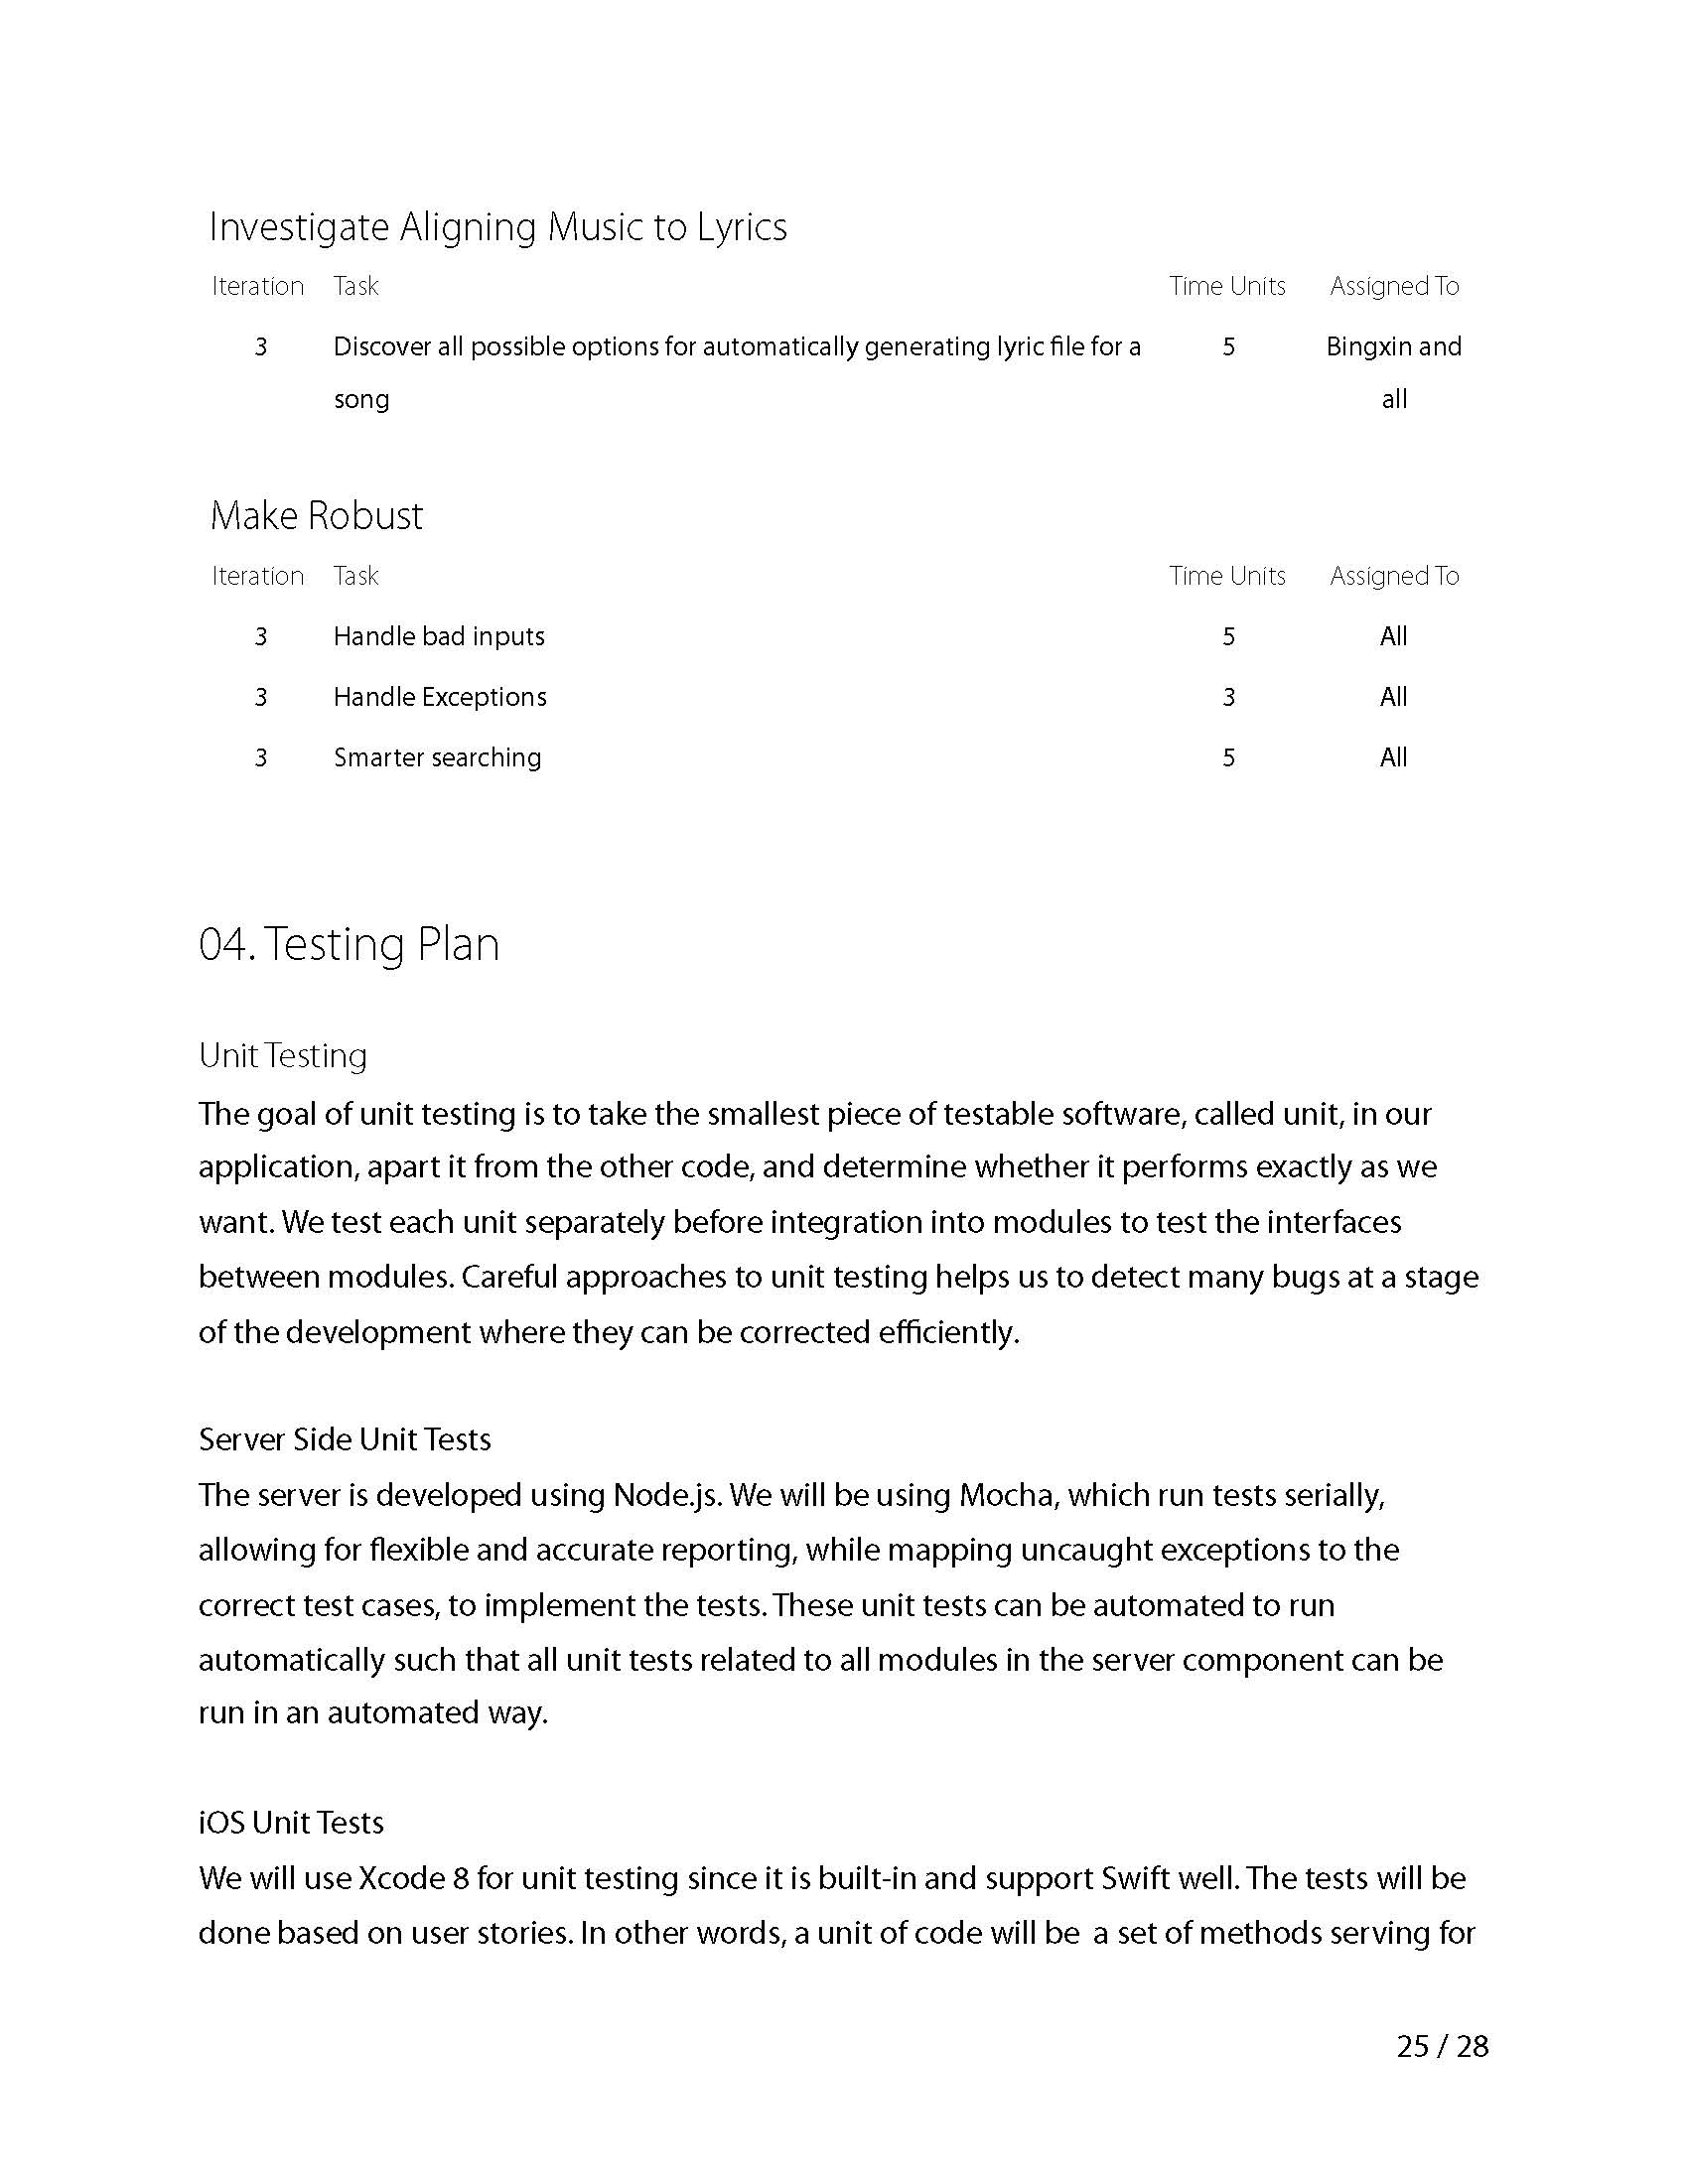 Investigate Aligning Music to Lyrics
Iteration Task Time Units Assigned To
3 Discover all possible options for automatically generating lyric file for a 5 Bingxin and
song all
Make Robust
Iteration Task Time Units Assigned To
3 Handle bad inputs 5 All
3 Handle Exceptions 3 All
3 Smarter searching 5 All
04. Testing Plan
Unit Testing
The goal of unit testing is to take the smallest piece of testable software, called unit, in our
application, apart it from the other code, and determine whether it performs exactly as we
want. We test each unit separately before integration into modules to test the interfaces
between modules. Careful approaches to unit testing helps us to detect many bugs at a stage
of the development where they can be corrected efficiently.
Server Side Unit Tests
The server is developed using Node.js. We will be using Mocha, which run tests serially,
allowing for flexible and accurate reporting, while mapping uncaught exceptions to the
correct test cases, to implement the tests. These unit tests can be automated to run
automatically such that all unit tests related to all modules in the server component can be
run in an automated way.
iOS Unit Tests
We will use Xcode 8 for unit testing since it is built-in and support Swift well. The tests will be
done based on user stories. In other words, a unit of code will be  a set of methods serving for
25 / 28